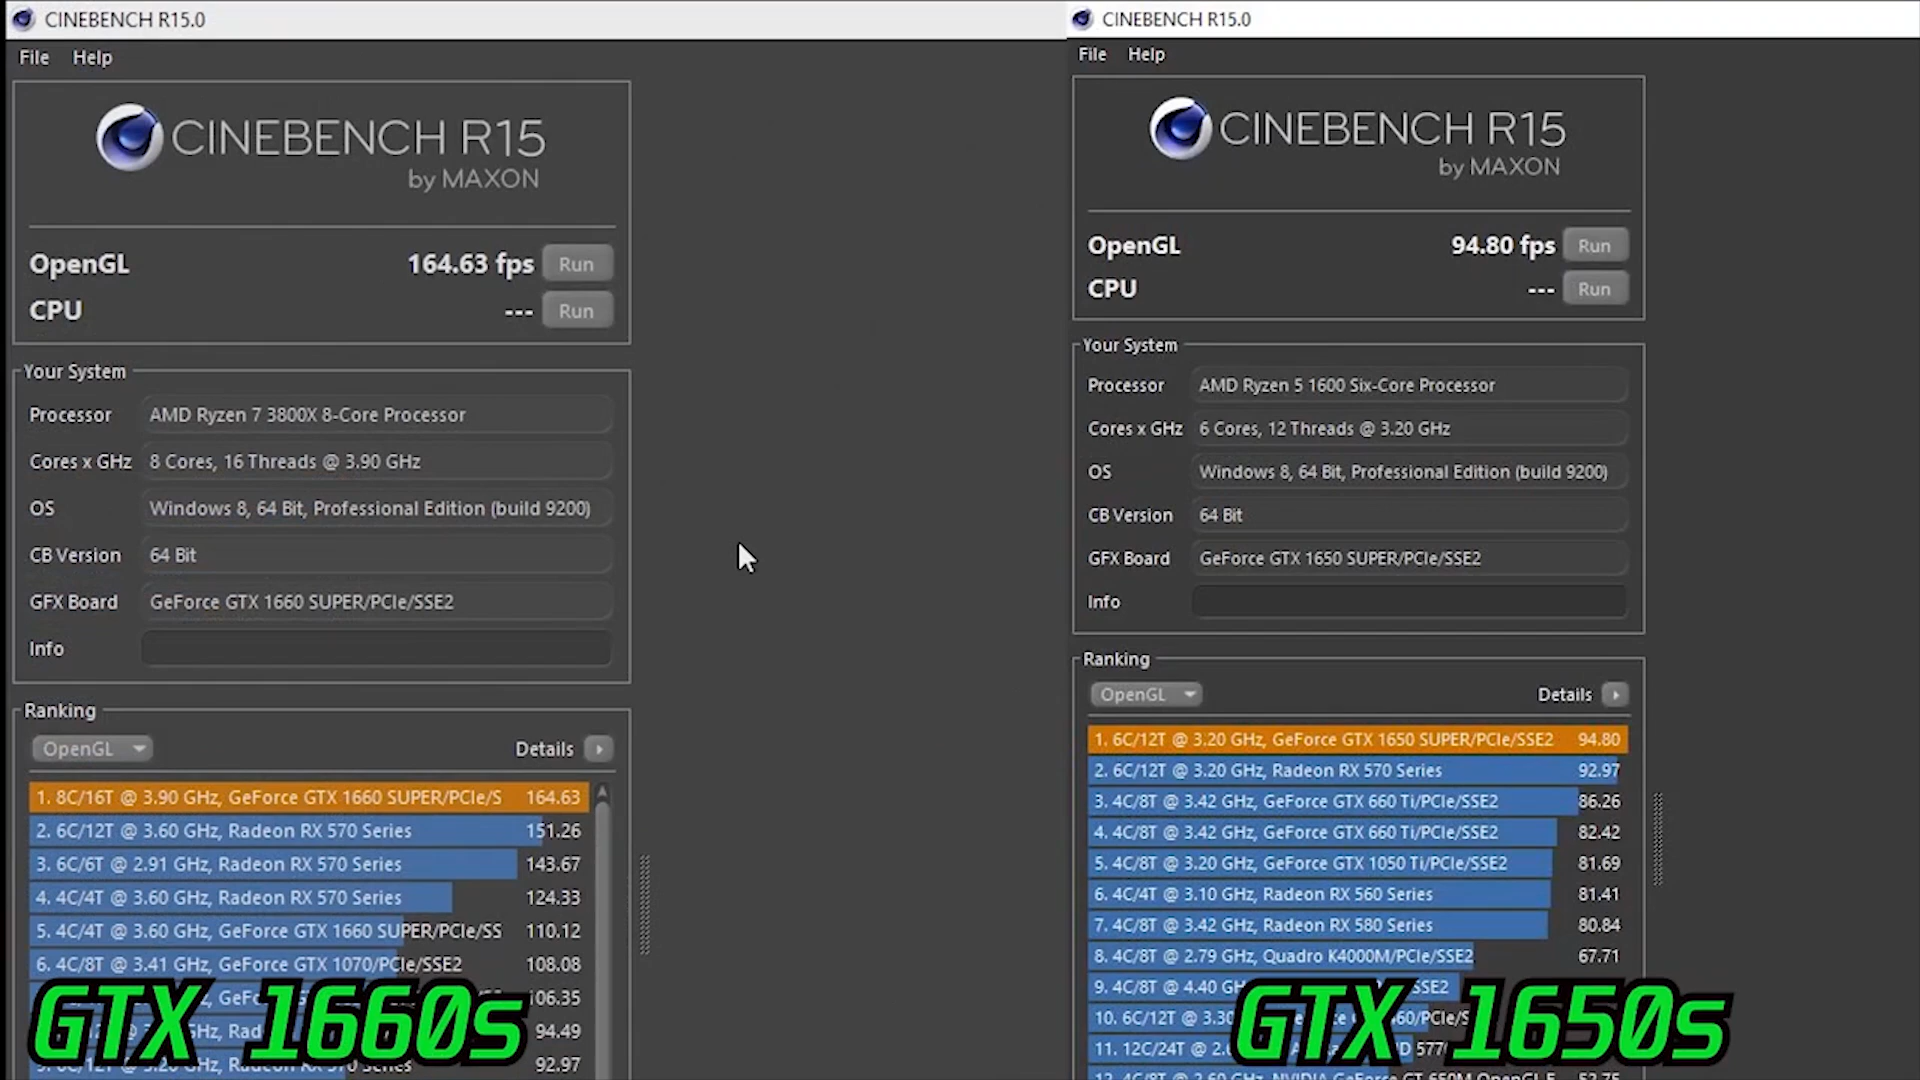 CINEBENCH R15.0
File Help
CINEBENCH R15
by MAXON
OpenGL 164.63 fps Run
CPU --- Run
Your System
Processor AMD Ryzen 7 3800X 8-Core Processor
Cores x GHz 8 Cores, 16 Threads @ 3.90 GHz
OS Windows 8, 64 Bit, Professional Edition (build 9200)
CB Version 64 Bit
GFX Board GeForce GTX 1660 SUPER/PCIe/SSE2
Info
Ranking
OpenGL Details
1. 8C/16T @ 3.90 GHz, GeForce GTX 1660 SUPER/PCIe/S 164.63
2. 6C/12T @ 3.60 GHz, Radeon RX 570 Series 151.26
3. 6C/6T @ 2.91 GHz, Radeon RX 570 Series 143.67
4. 4C/4T @ 3.60 GHz, Radeon RX 570 Series 124.33
5. 4C/4T @ 3.60 GHz, GeForce GTX 1660 SUPER/PCIe/SS 110.12
6. 4C/8T @ 3.41 GHz, GeForce GTX 1070/PCIe/SSE2 108.08
106.35
94.49
92.97
GTX 1660s
CINEBENCH R15.0
File Help
CINEBENCH R15
by MAXON
OpenGL 94.80 fps Run
CPU --- Run
Your System
Processor AMD Ryzen 5 1600 Six-Core Processor
Cores x GHz 6 Cores, 12 Threads @ 3.20 GHz
OS Windows 8, 64 Bit, Professional Edition (build 9200)
CB Version 64 Bit
GFX Board GeForce GTX 1650 SUPER/PCIe/SSE2
Info
Ranking
OpenGL Details
1. 6C/12T @ 3.20 GHz, GeForce GTX 1650 SUPER/PCIe/SSE2 94.80
2. 6C/12T @ 3.20 GHz, Radeon RX 570 Series 92.97
3. 4C/8T @ 3.42 GHz, GeForce GTX 660 Ti/PCIe/SSE2 86.26
4. 4C/8T @ 3.42 GHz, GeForce GTX 660 Ti/PCIe/SSE2 82.42
5. 4C/8T @ 3.20 GHz, GeForce GTX 1050 Ti/PCIe/SSE2 81.69
6. 4C/4T @ 3.10 GHz, Radeon RX 560 Series 81.41
7. 4C/8T @ 3.42 GHz, Radeon RX 580 Series 80.84
8. 4C/8T @ 2.79 GHz, Quadro K4000M/PCIe/SSE2 67.71
9. 4C/8T @ 4.40
10. 6C/12T @
11. 12C/24T @
GTX 1650s